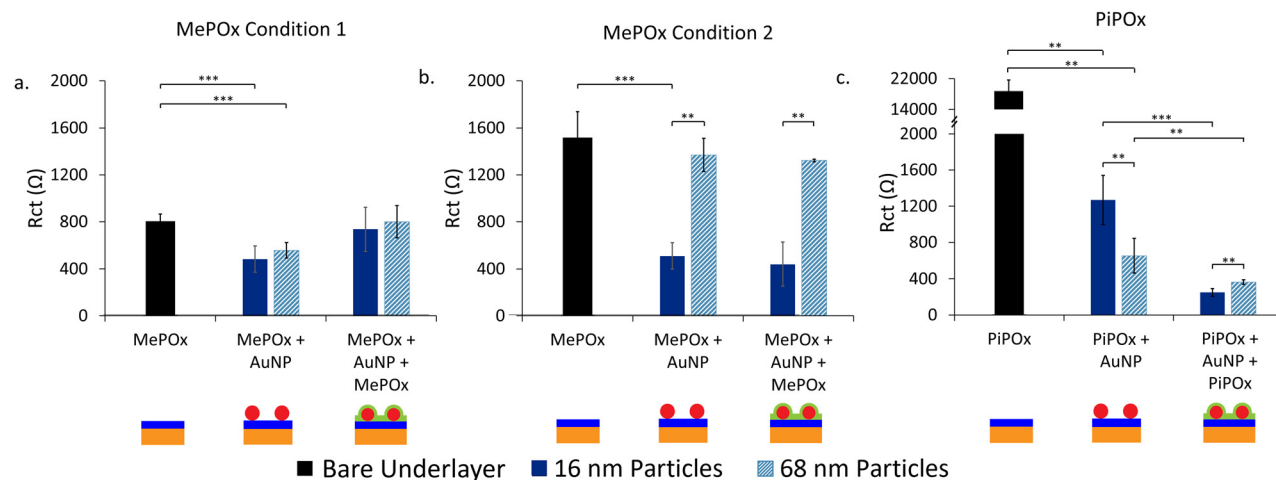 MePOx Condition 1
MePOx Condition 2
PiPOx
a.
2000
1600
1200
800
400
0
Rct (Ω)
***
***
MePOx
MePOx +
AuNP
MePOx +
AuNP +
MePOx
b.
2000
1600
1200
800
400
0
Rct (Ω)
***
**
**
MePOx
MePOx +
AuNP
MePOx +
AuNP +
MePOx
c.
22000
14000
2000
1600
1200
800
400
0
Rct (Ω)
**
**
***
**
**
**
PiPOx
PiPOx +
AuNP
PiPOx +
AuNP +
PiPOx
Bare Underlayer
16 nm Particles
68 nm Particles